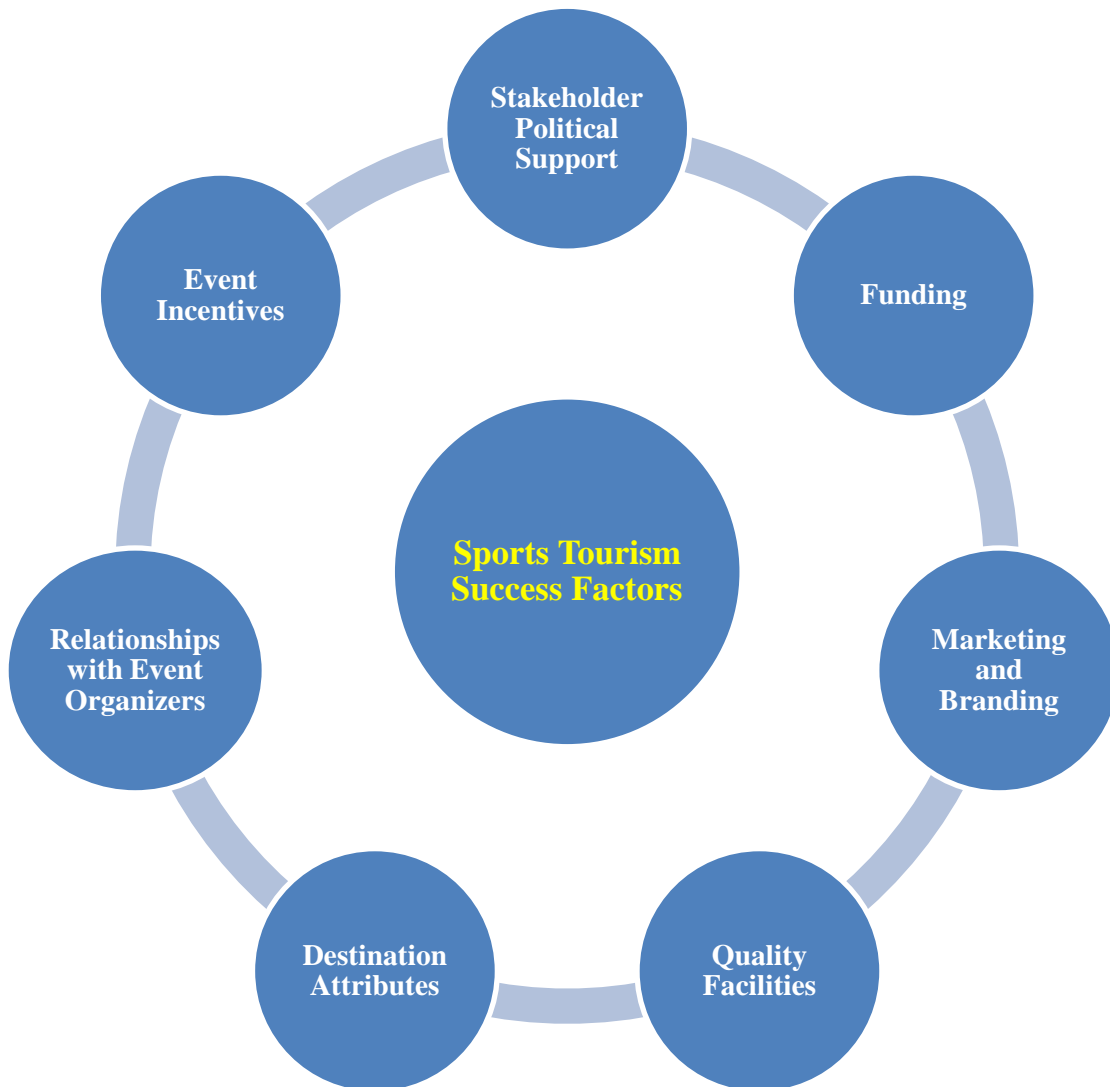 Stakeholder
Political
Support
Event
Incentives
Funding
Sports Tourism
Success Factors
Relationships
with Event
Organizers
Marketing
and
Branding
Destination
Attributes
Quality
Facilities